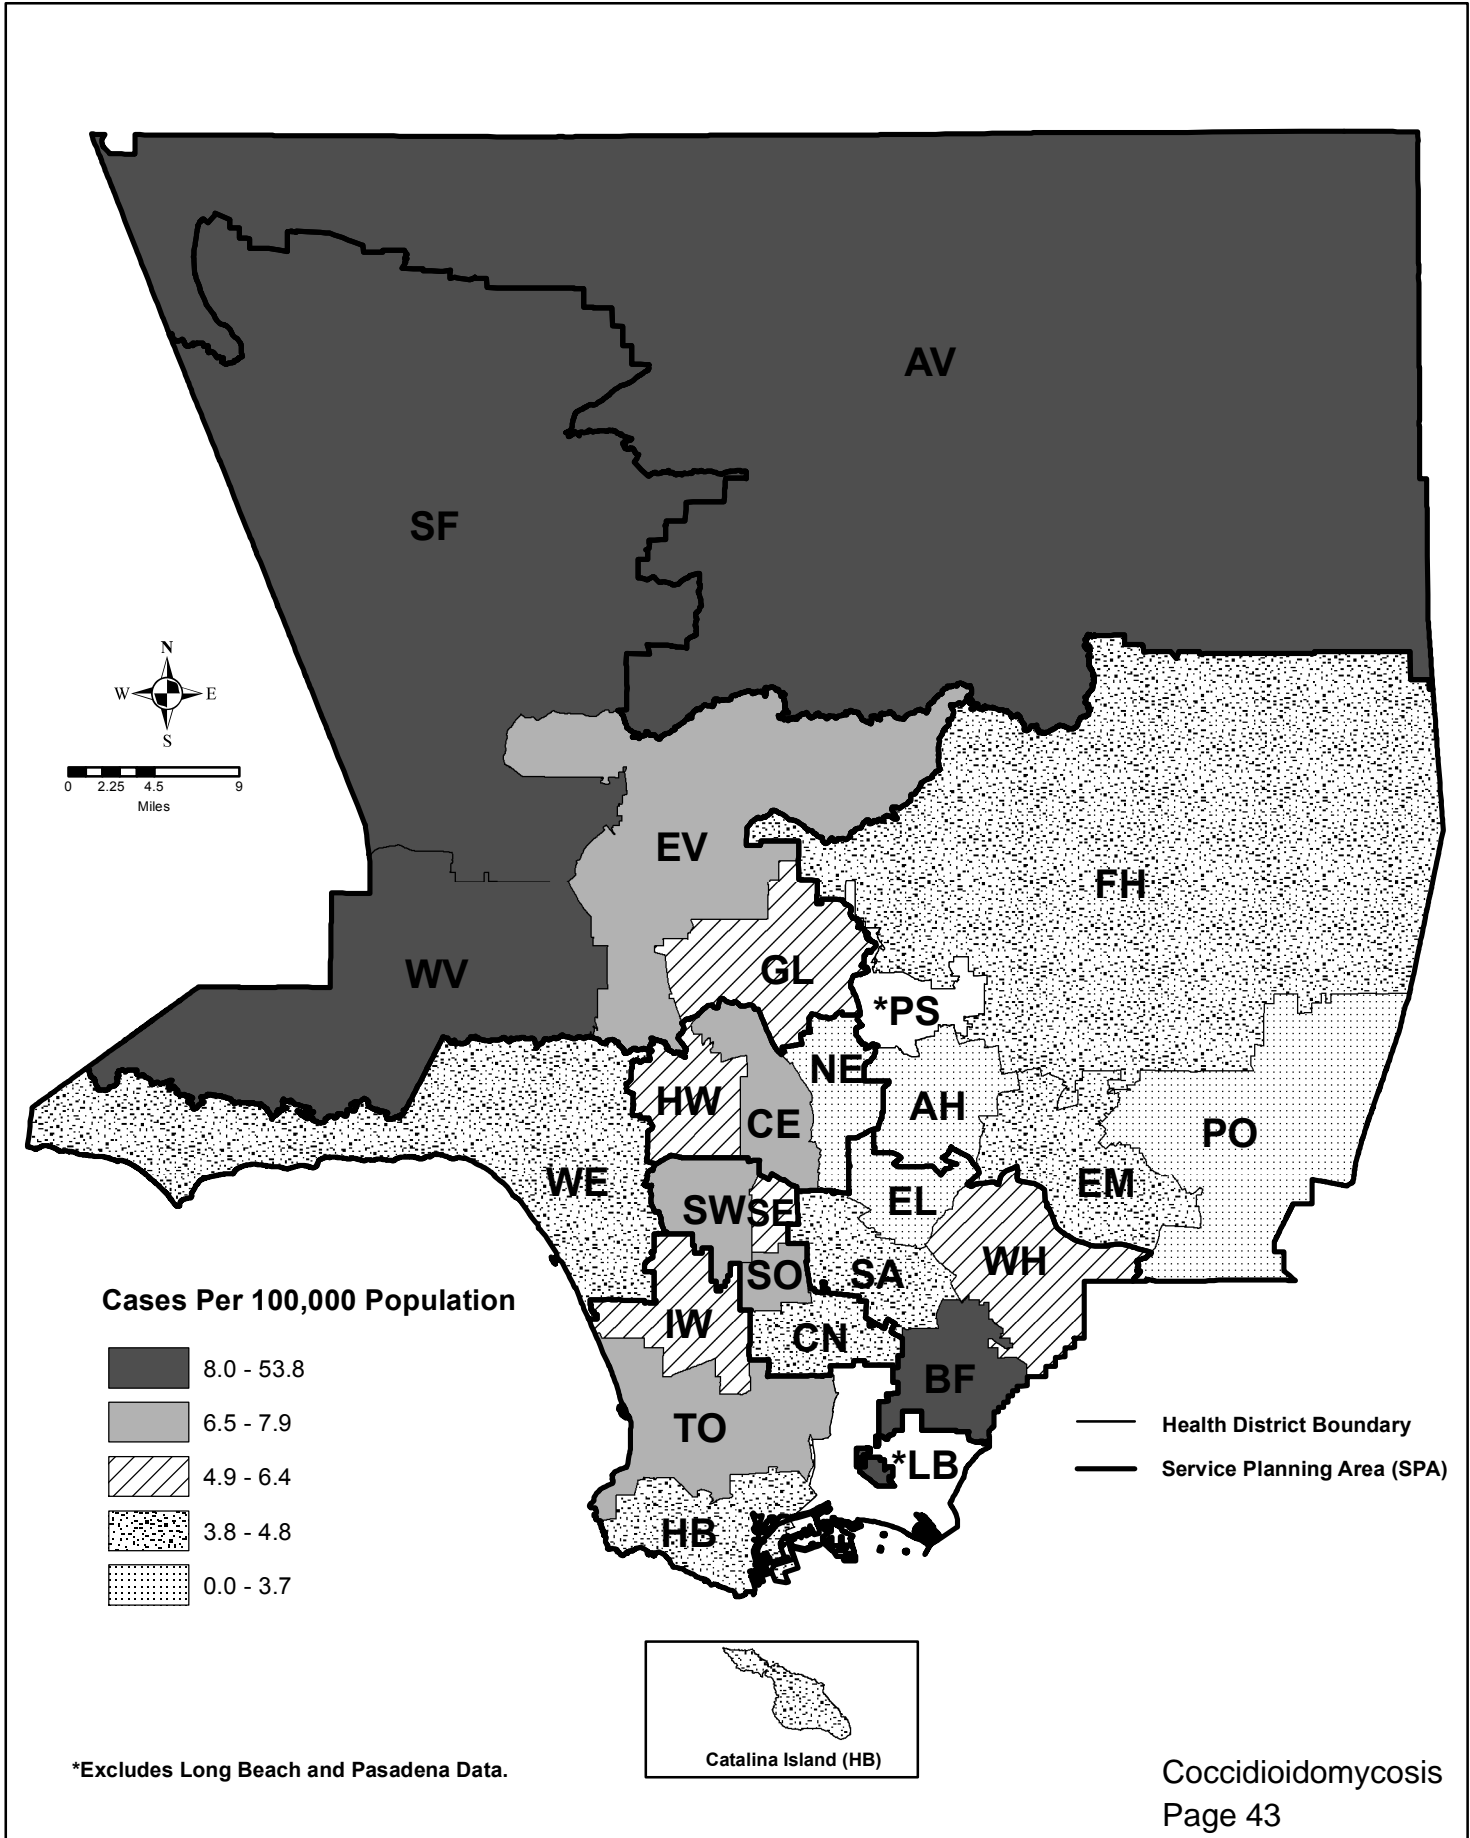 AV
SF
N
W E
S
0 2.25 4.5 9
Miles
EV
FH
WV
GL
*PS
NE
HW
AH
CE
PO
WE
EM
EL
SW
SE
WH
SO
SA
Cases Per 100,000 Population
IW
CN
8.0 - 53.8
BF
6.5 - 7.9
TO
Health District Boundary
*LB
Service Planning Area (SPA)
4.9 - 6.4
3.8 - 4.8
HB
0.0 - 3.7
Catalina Island (HB)
*Excludes Long Beach and Pasadena Data.
Coccidioidomycosis
Page 43